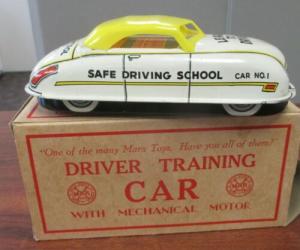 SAFE DRIVING SCHOOL CAR NO.1
"One of the many Marx Toys, Have you all of them?"
DRIVER TRAINING
CAR
WITH MECHANICAL MOTOR